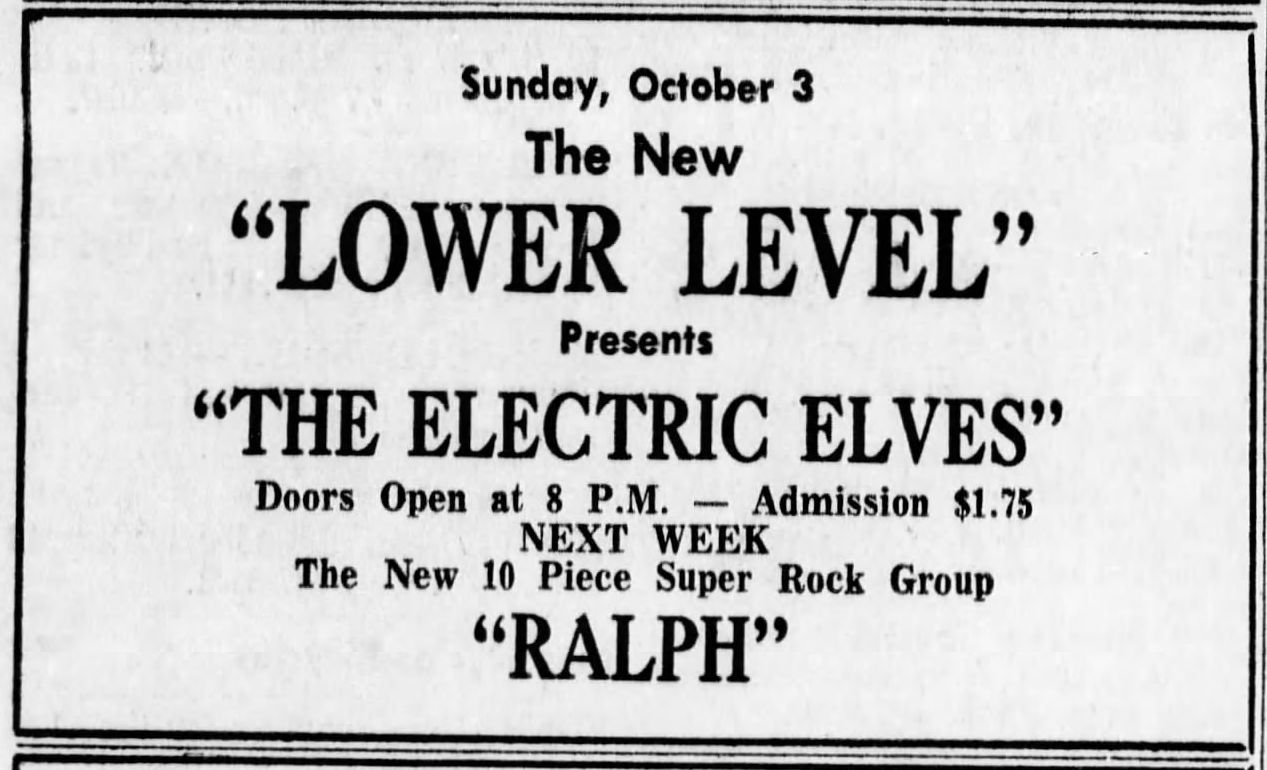 Sunday, October 3
The New
“LOWER LEVEL”
Presents
“THE ELECTRIC ELVES”
Doors Open at 8 P.M. — Admission $1.75
NEXT WEEK
The New 10 Piece Super Rock Group
“RALPH”